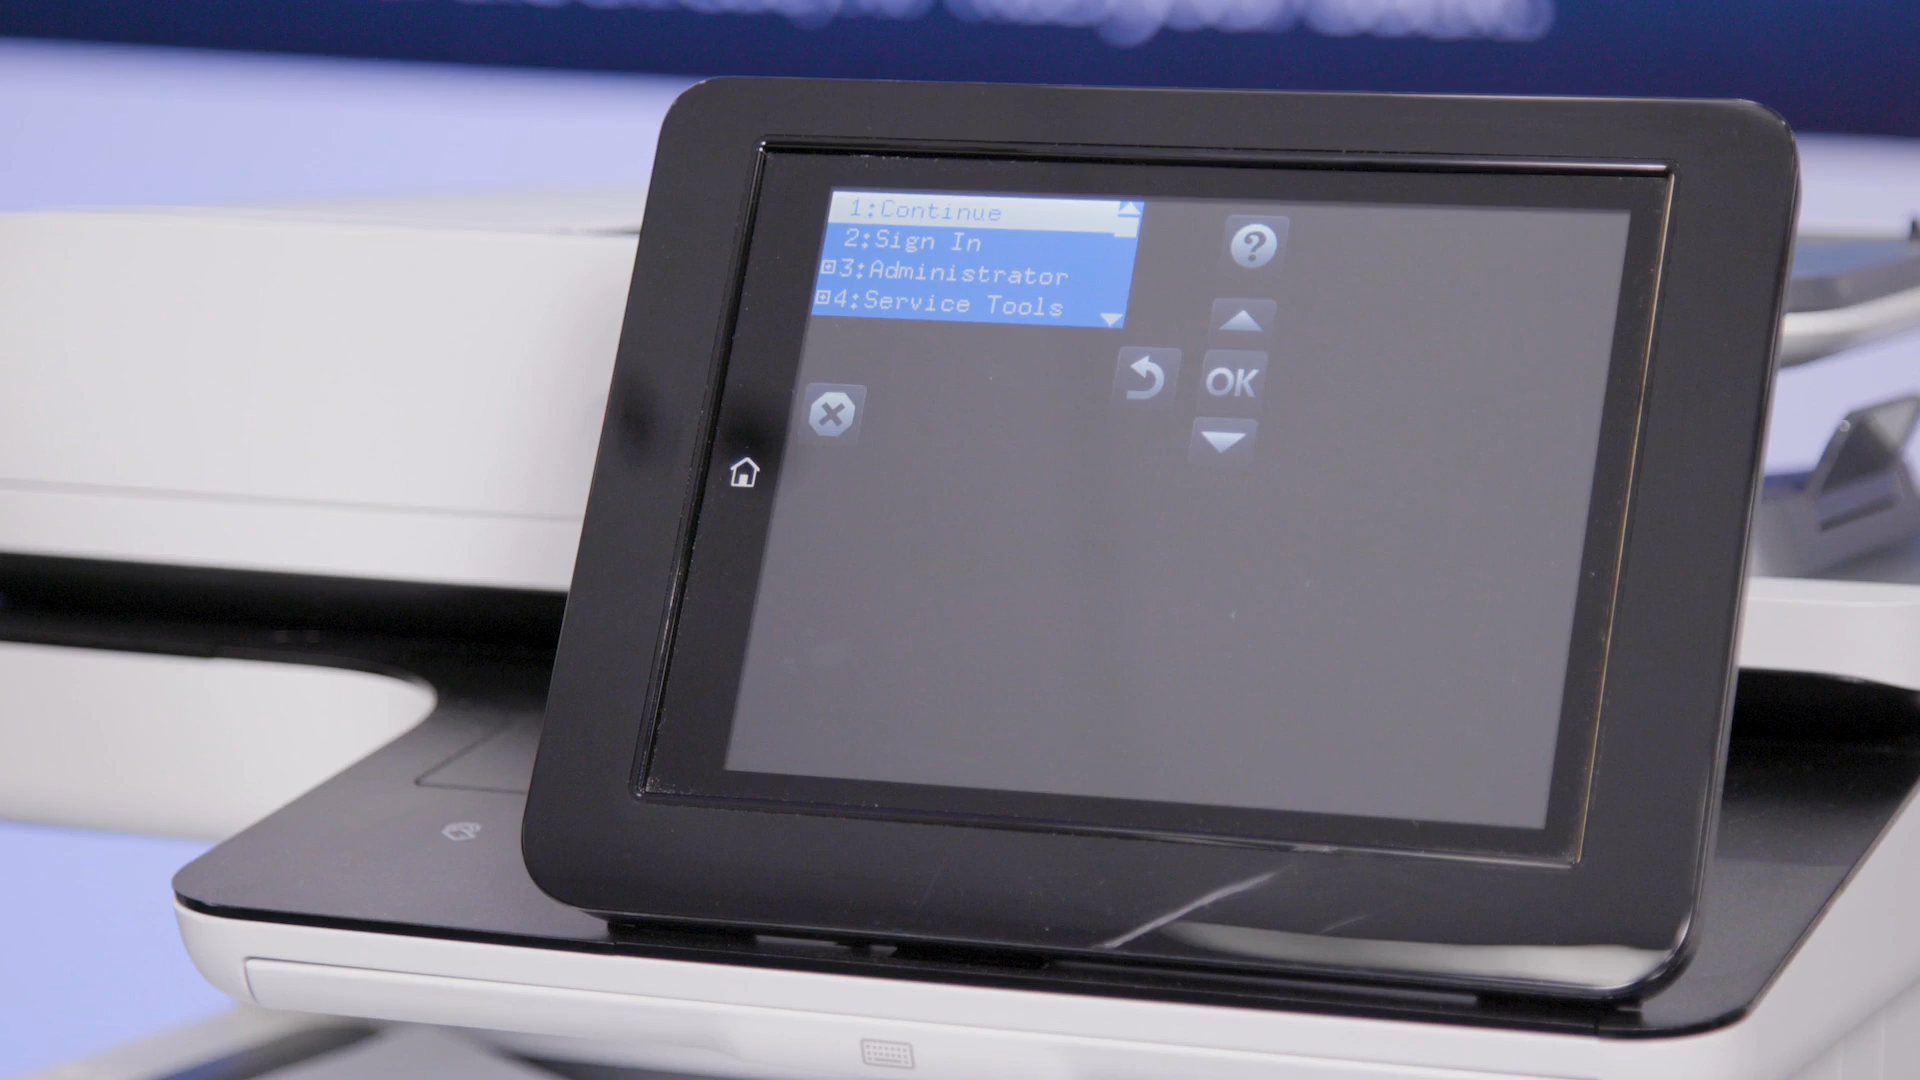 1:Continue
2:Sign In
3:Administrator
4:Service Tools
OK